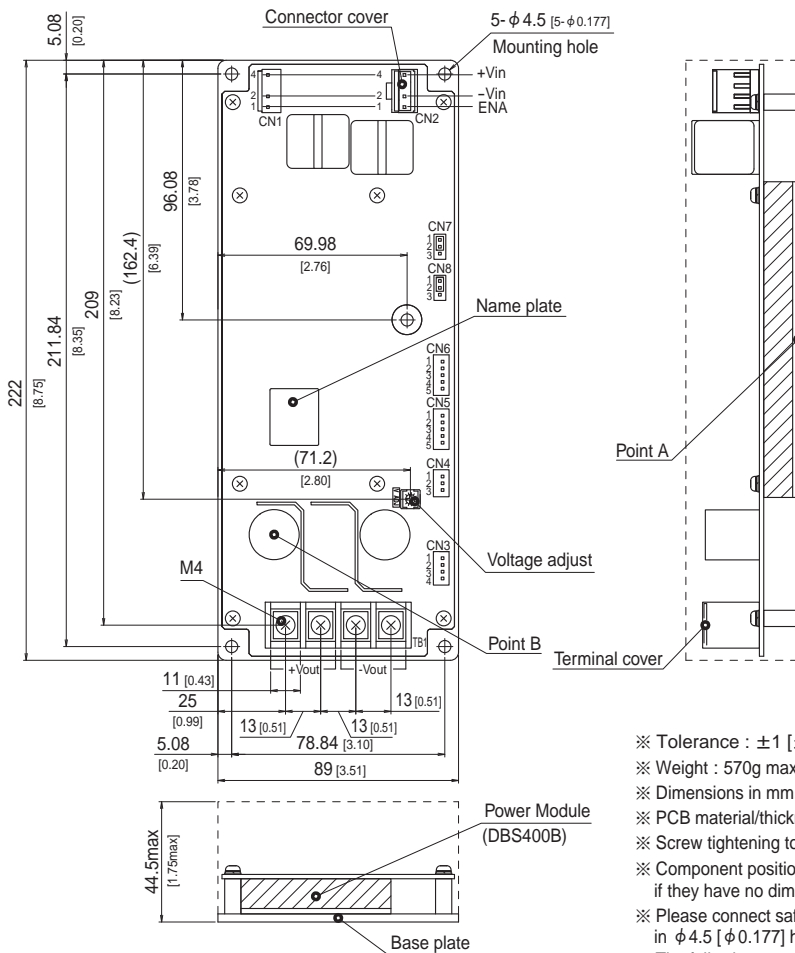 Connector cover
5-φ4.5 [5-φ0.177]
Mounting hole
5.08
[0.20]
4
2
1
CN1
4
2
1
CN2
+Vin
−Vin
ENA
96.08
[3.78]
(162.4)
[6.39]
209
[8.23]
211.84
[8.35]
222
[8.75]
69.98
[2.76]
CN7
1
2
3
CN8
1
2
3
Name plate
CN6
1
2
3
4
5
CN5
1
2
3
4
5
Point A
(71.2)
[2.80]
CN4
1
2
3
Voltage adjust
CN3
1
2
3
4
M4
TB1
Point B
Terminal cover
+Vout
-Vout
11 [0.43]
25
[0.99]
13 [0.51]
13 [0.51]
13 [0.51]
5.08
[0.20]
78.84 [3.10]
89 [3.51]
44.5max
[1.75max]
Power Module
(DBS400B)
Base plate
※ Tolerance : ±1 [
※ Weight : 570g max
※ Dimensions in mm
※ PCB material/thick
※ Screw tightening to
※ Component positio
if they have no dim
※ Please connect saf
in φ4.5 [φ0.177] h